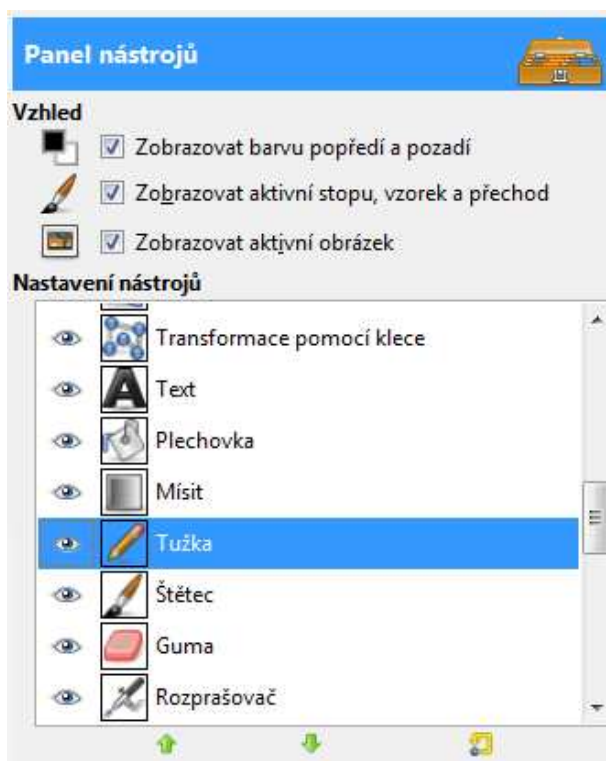 Panel nástrojů
Vzhled
Zobrazovat barvu popředí a pozadí
Zobrazovat aktivní stopu, vzorek a přechod
Zobrazovat aktivní obrázek
Nastavení nástrojů
Transformace pomocí klece
Text
Plechovka
Mísit
Tužka
Štětec
Guma
Rozprašovač